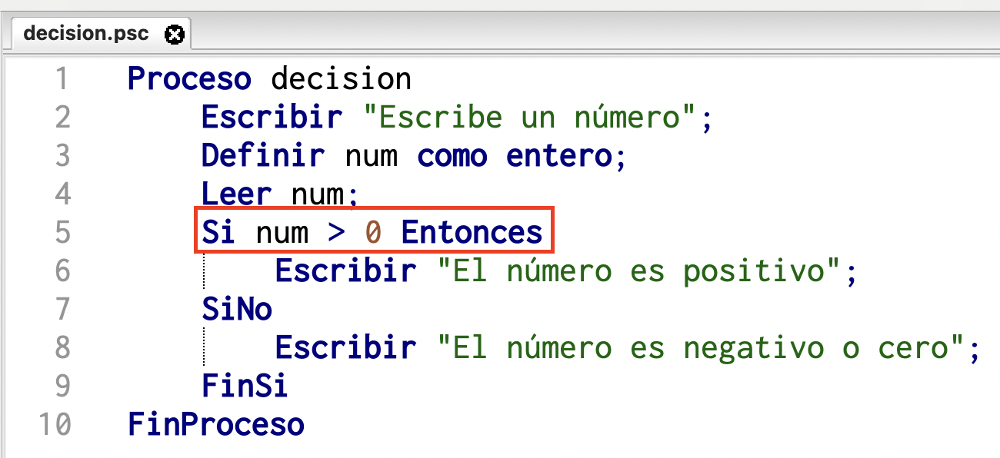 decision.psc
1 Proceso decision
2 Escribir "Escribe un número";
3 Definir num como entero;
4 Leer num;
5 Si num > 0 Entonces
6 Escribir "El número es positivo";
7 SiNo
8 Escribir "El número es negativo o cero";
9 FinSi
10 FinProceso